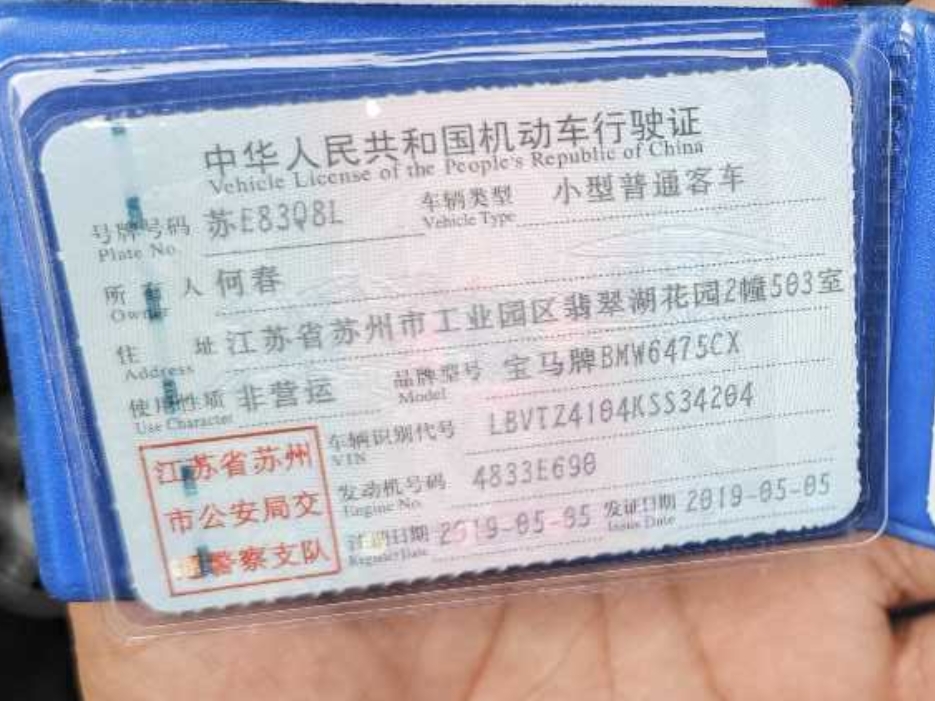 中华人民共和国机动车行驶证
Vehicle License of the People's Republic of China
号牌号码 苏E83Q8L 车辆类型 小型普通客车
Plate No. Vehicle Type
所有人 何春
Owner
住址 江苏省苏州市工业园区翡翠湖花园2幢503室
Address
使用性质 非营运 品牌型号 宝马牌BMW6475CX
Use Character Model
车辆识别代号 LBVTZ4104KSS34204
VIN
发动机号码 4833E690
Engine No.
注册日期 2019-05-05 发证日期 2019-05-05
Register Date Issue Date
江苏省苏州
市公安局交
通警察支队